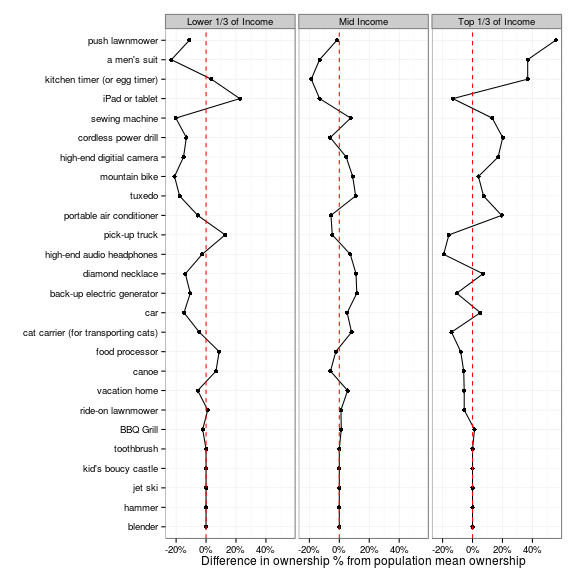 Lower 1/3 of Income
Mid Income
Top 1/3 of Income
push lawnmower
a men's suit
kitchen timer (or egg timer)
iPad or tablet
sewing machine
cordless power drill
high-end digitial camera
mountain bike
tuxedo
portable air conditioner
pick-up truck
high-end audio headphones
diamond necklace
back-up electric generator
car
cat carrier (for transporting cats)
food processor
canoe
vacation home
ride-on lawnmower
BBQ Grill
toothbrush
kid's boucy castle
jet ski
hammer
blender
-20% 0% 20% 40% -20% 0% 20% 40% -20% 0% 20% 40%
Difference in ownership % from population mean ownership